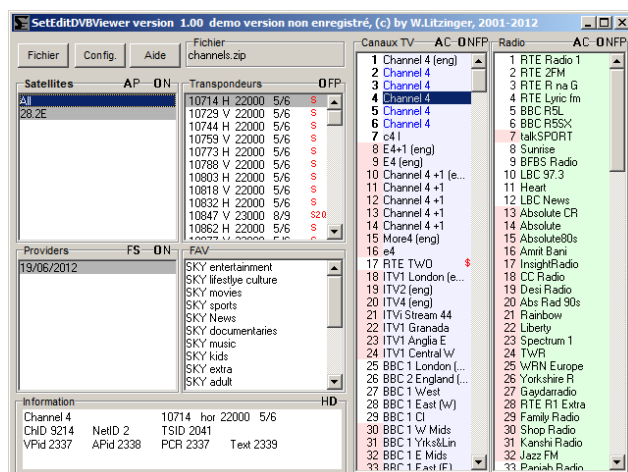 SetEditDVBViewer version 1.00 demo version non enregistré, (c) by W.Litzinger, 2001-2012
Fichier
Config.
Aide
Fichier
channels.zip
Satellites AP ON
All
28.2E
Transpondeurs OFP
10714 H 22000 5/6 S
10729 V 22000 5/6 S
10744 H 22000 5/6 S
10759 V 22000 5/6 S
10773 H 22000 5/6 S
10788 V 22000 5/6 S
10803 H 22000 5/6 S
10818 V 22000 5/6 S
10832 H 22000 5/6 S
10847 V 23000 8/9 S20
10862 H 22000 5/6 S
10877 V 22000 5/6 S
Providers FS ON
19/06/2012
FAV
SKY entertainment
SKY lifestlye culture
SKY movies
SKY sports
SKY News
SKY documentaries
SKY music
SKY kids
SKY extra
SKY adult
Information HD
Channel 4 10714 hor 22000 5/6
ChID 9214 NetID 2 TSID 2041
VPid 2337 APid 2338 PCR 2337 Text 2339
Canaux TV AC ONFP
1 Channel 4 (eng)
2 Channel 4
3 Channel 4
4 Channel 4
5 Channel 4
6 Channel 4
7 c4 I
8 E4+1 (eng)
9 E4 (eng)
10 Channel 4 +1 (e...
11 Channel 4 +1
12 Channel 4 +1
13 Channel 4 +1
14 Channel 4 +1
15 More4 (eng)
16 e4
17 RTE TWO $
18 ITV1 London (e...
19 ITV2 (eng)
20 ITV4 (eng)
21 ITVi Stream 44
22 ITV1 Granada
23 ITV1 Anglia E
24 ITV1 Central W
25 BBC 1 London (...
26 BBC 2 England (...
27 BBC 1 West
28 BBC 1 East (W)
29 BBC 1 CI
30 BBC 1 W Mids
31 BBC 1 Yrks&Lin
32 BBC 1 E Mids
33 BBC 1 East (E)
Radio AC ONFP
1 RTE Radio 1
2 RTE 2FM
3 RTE R na G
4 RTE Lyric fm
5 BBC R5L
6 BBC R5SX
7 talkSPORT
8 Sunrise
9 BFBS Radio
10 LBC 97.3
11 Heart
12 LBC News
13 Absolute CR
14 Absolute
15 Absolute80s
16 Amrit Bani
17 InsightRadio
18 CC Radio
19 Desi Radio
20 Abs Rad 90s
21 Rainbow
22 Liberty
23 Spectrum 1
24 TWR
25 WRN Europe
26 Yorkshire R
27 Gaydarradio
28 RTE R1 Extra
29 Family Radio
30 Shop Radio
31 Kanshi Radio
32 Jazz FM
33 Panjab Radio